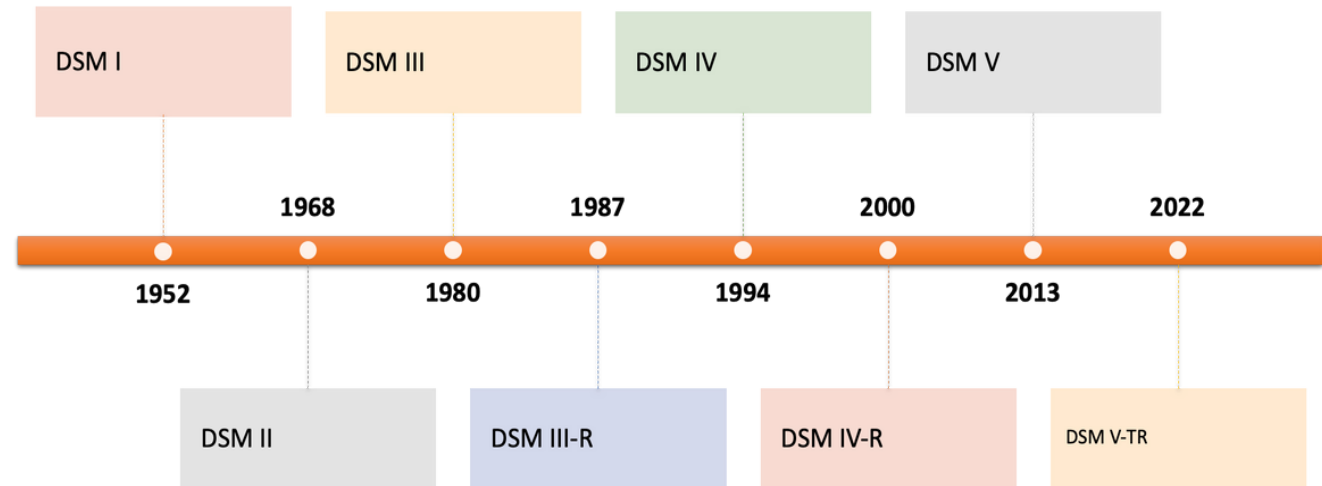 DSM I
DSM III
DSM IV
DSM V
1968
1987
2000
2022
1952
1980
1994
2013
DSM II
DSM III-R
DSM IV-R
DSM V-TR